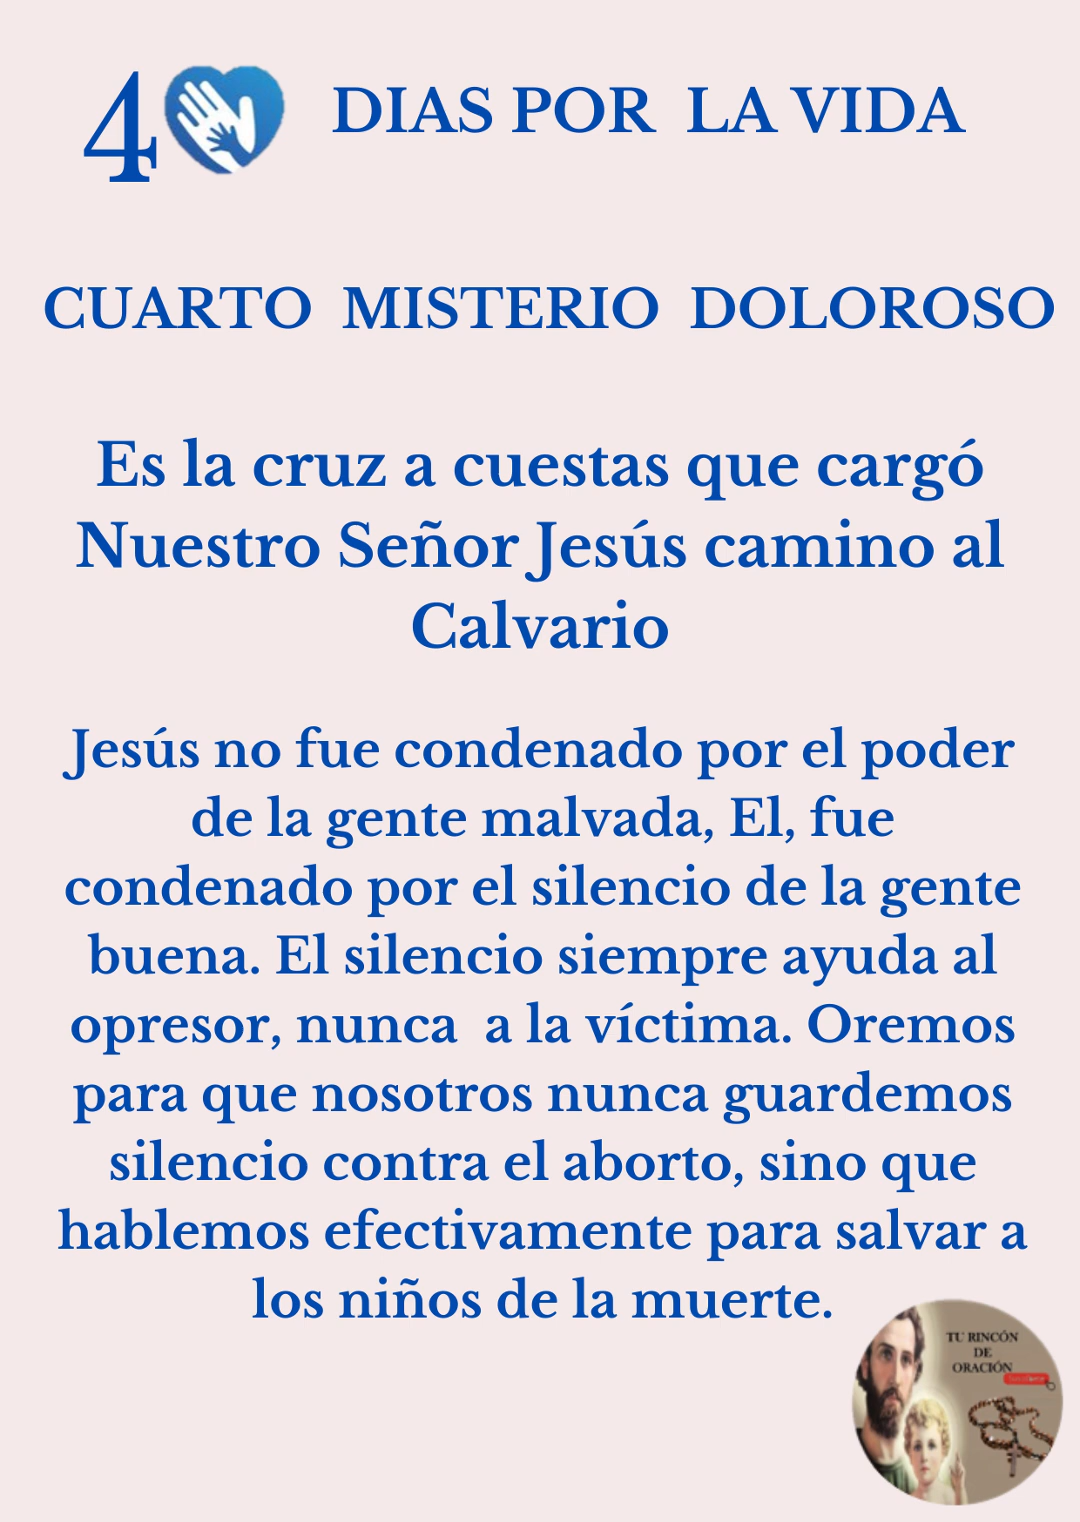 40 DIAS POR LA VIDA
CUARTO MISTERIO DOLOROSO
Es la cruz a cuestas que cargó
Nuestro Señor Jesús camino al
Calvario
Jesús no fue condenado por el poder
de la gente malvada, El, fue
condenado por el silencio de la gente
buena. El silencio siempre ayuda al
opresor, nunca a la víctima. Oremos
para que nosotros nunca guardemos
silencio contra el aborto, sino que
hablemos efectivamente para salvar a
los niños de la muerte.
TU RINCÓN
DE
ORACIÓN